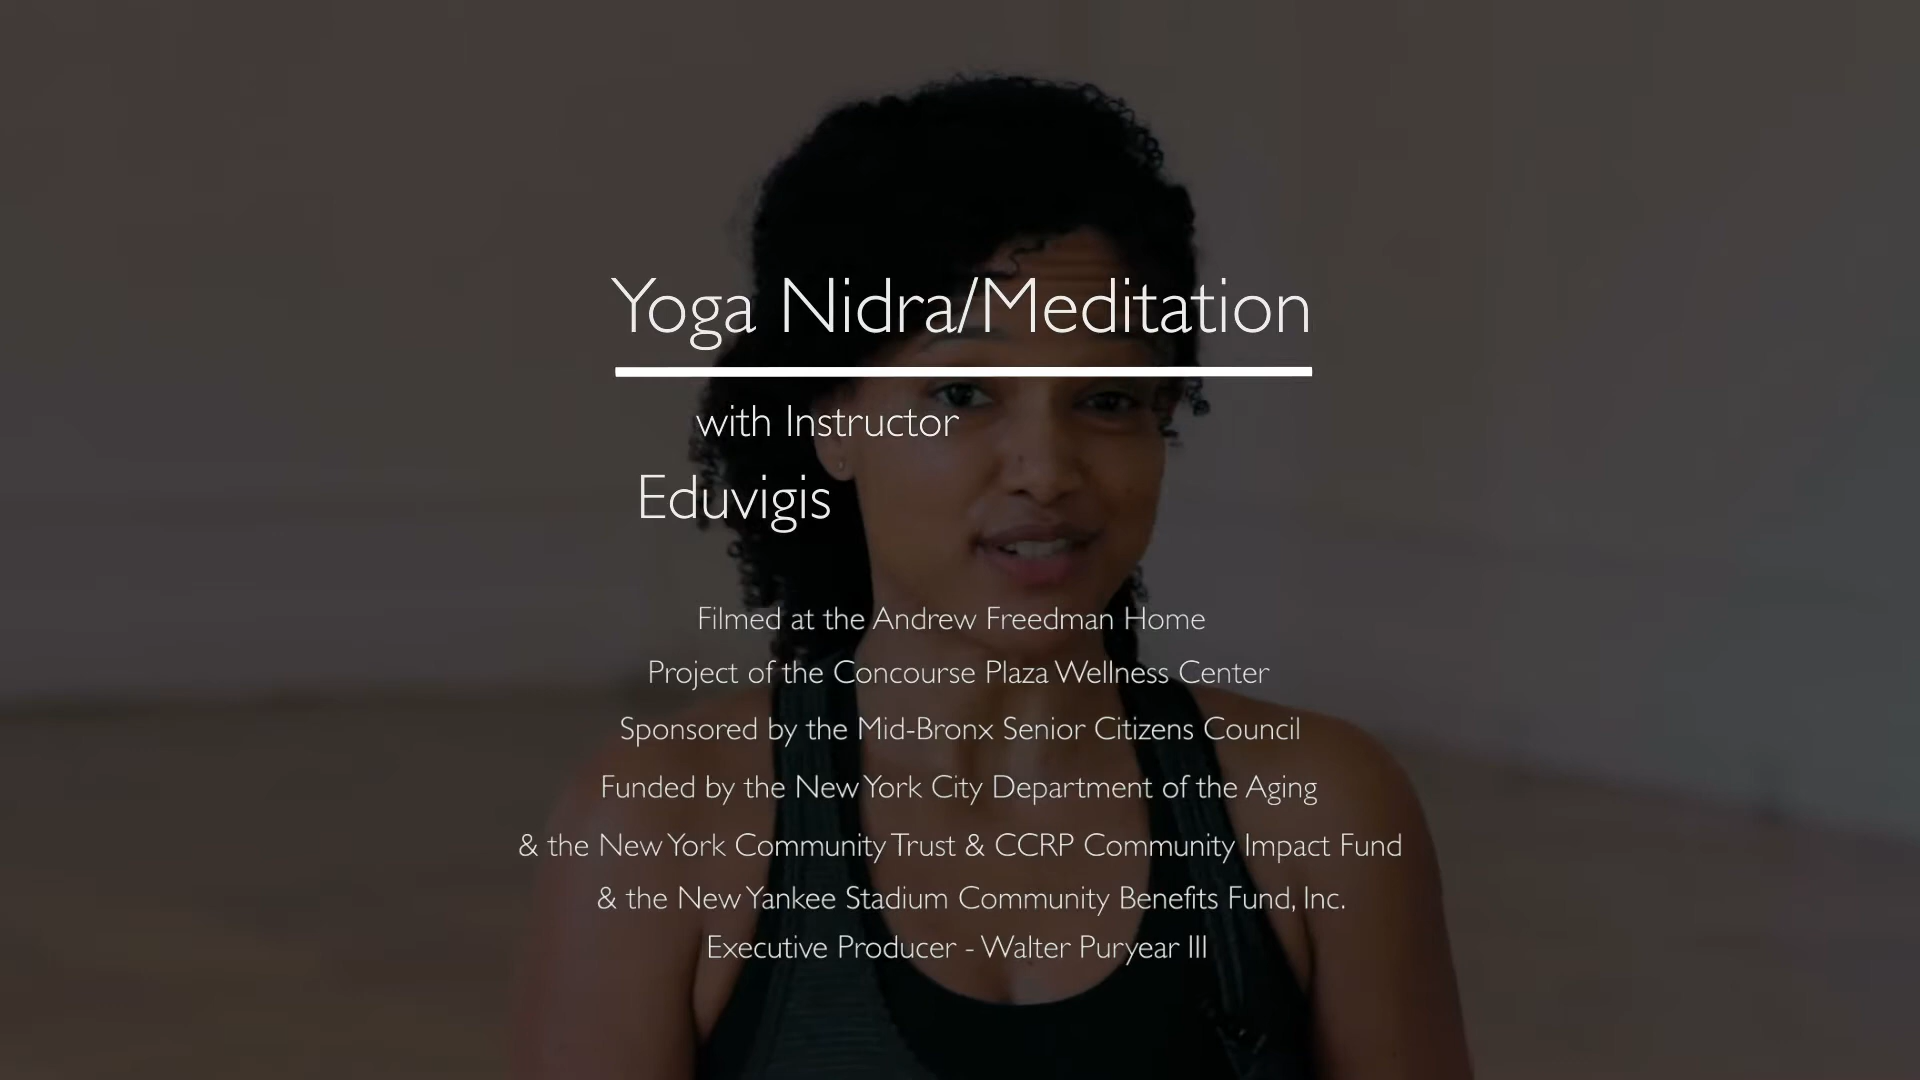 Yoga Nidra/Meditation
with Instructor
Eduvigis
Filmed at the Andrew Freedman Home
Project of the Concourse Plaza Wellness Center
Sponsored by the Mid-Bronx Senior Citizens Council
Funded by the New York City Department of the Aging
& the New York Community Trust & CCRP Community Impact Fund
& the New Yankee Stadium Community Benefits Fund, Inc.
Executive Producer - Walter Puryear III